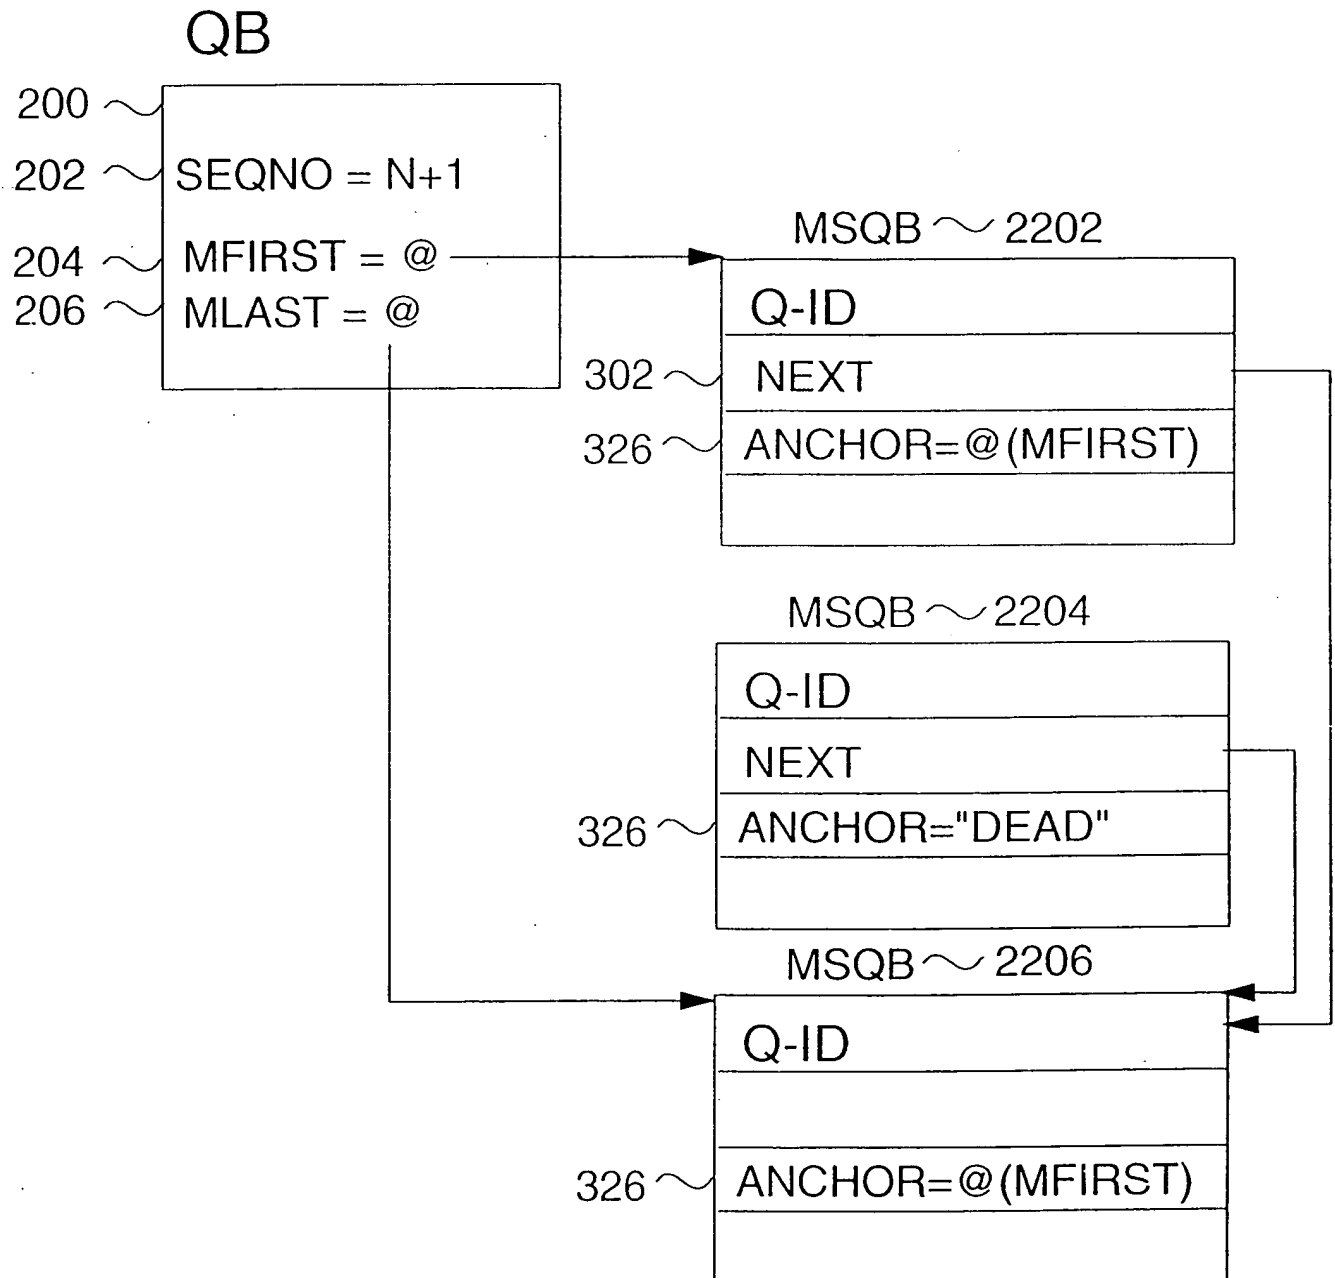 QB
200
202 SEQNO = N+1
204 MFIRST = @
206 MLAST = @
MSQB 2202
Q-ID
302 NEXT
326 ANCHOR=@(MFIRST)
MSQB 2204
Q-ID
NEXT
326 ANCHOR="DEAD"
MSQB 2206
Q-ID
326 ANCHOR=@(MFIRST)